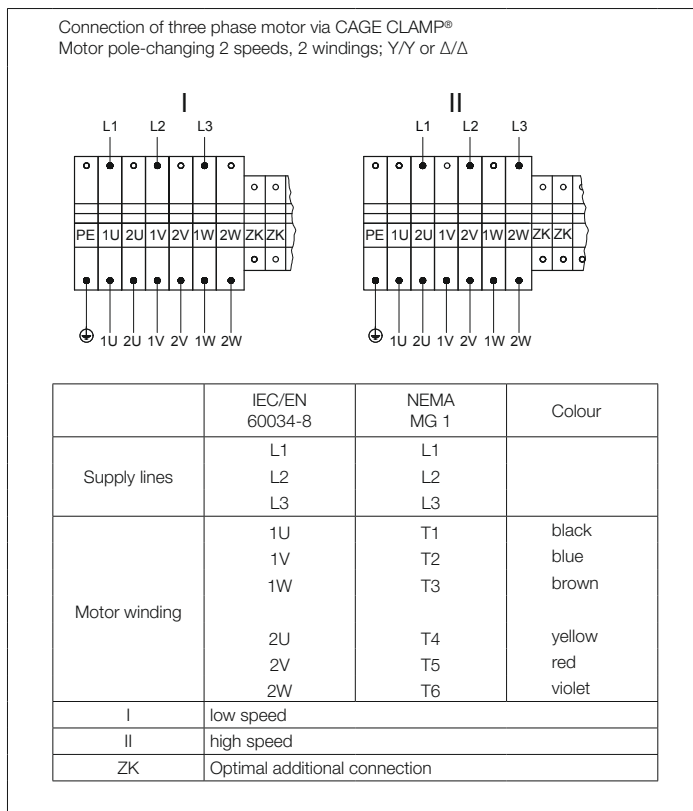 Connection of three phase motor via CAGE CLAMP®
Motor pole-changing 2 speeds, 2 windings; Y/Y or Δ/Δ
I
L1 L2 L3
PE 1U 2U 1V 2V 1W 2W ZK ZK
1U 2U 1V 2V 1W 2W
II
L1 L2 L3
PE 1U 2U 1V 2V 1W 2W ZK ZK
1U 2U 1V 2V 1W 2W
IEC/EN
60034-8
NEMA
MG 1
Colour
Supply lines
L1 L1
L2 L2
L3 L3
Motor winding
1U T1 black
1V T2 blue
1W T3 brown
2U T4 yellow
2V T5 red
2W T6 violet
I low speed
II high speed
ZK Optimal additional connection